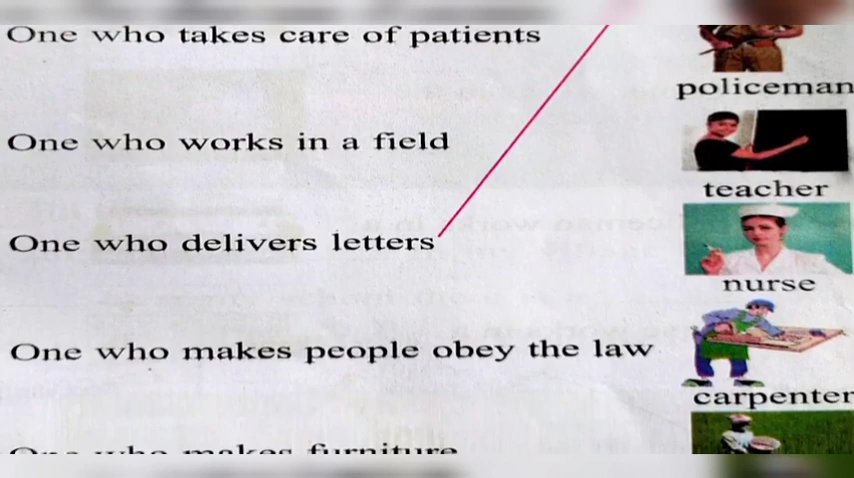 One who takes care of patients
policeman
One who works in a field
teacher
One who delivers letters
nurse
One who makes people obey the law
carpenter
One who makes furniture